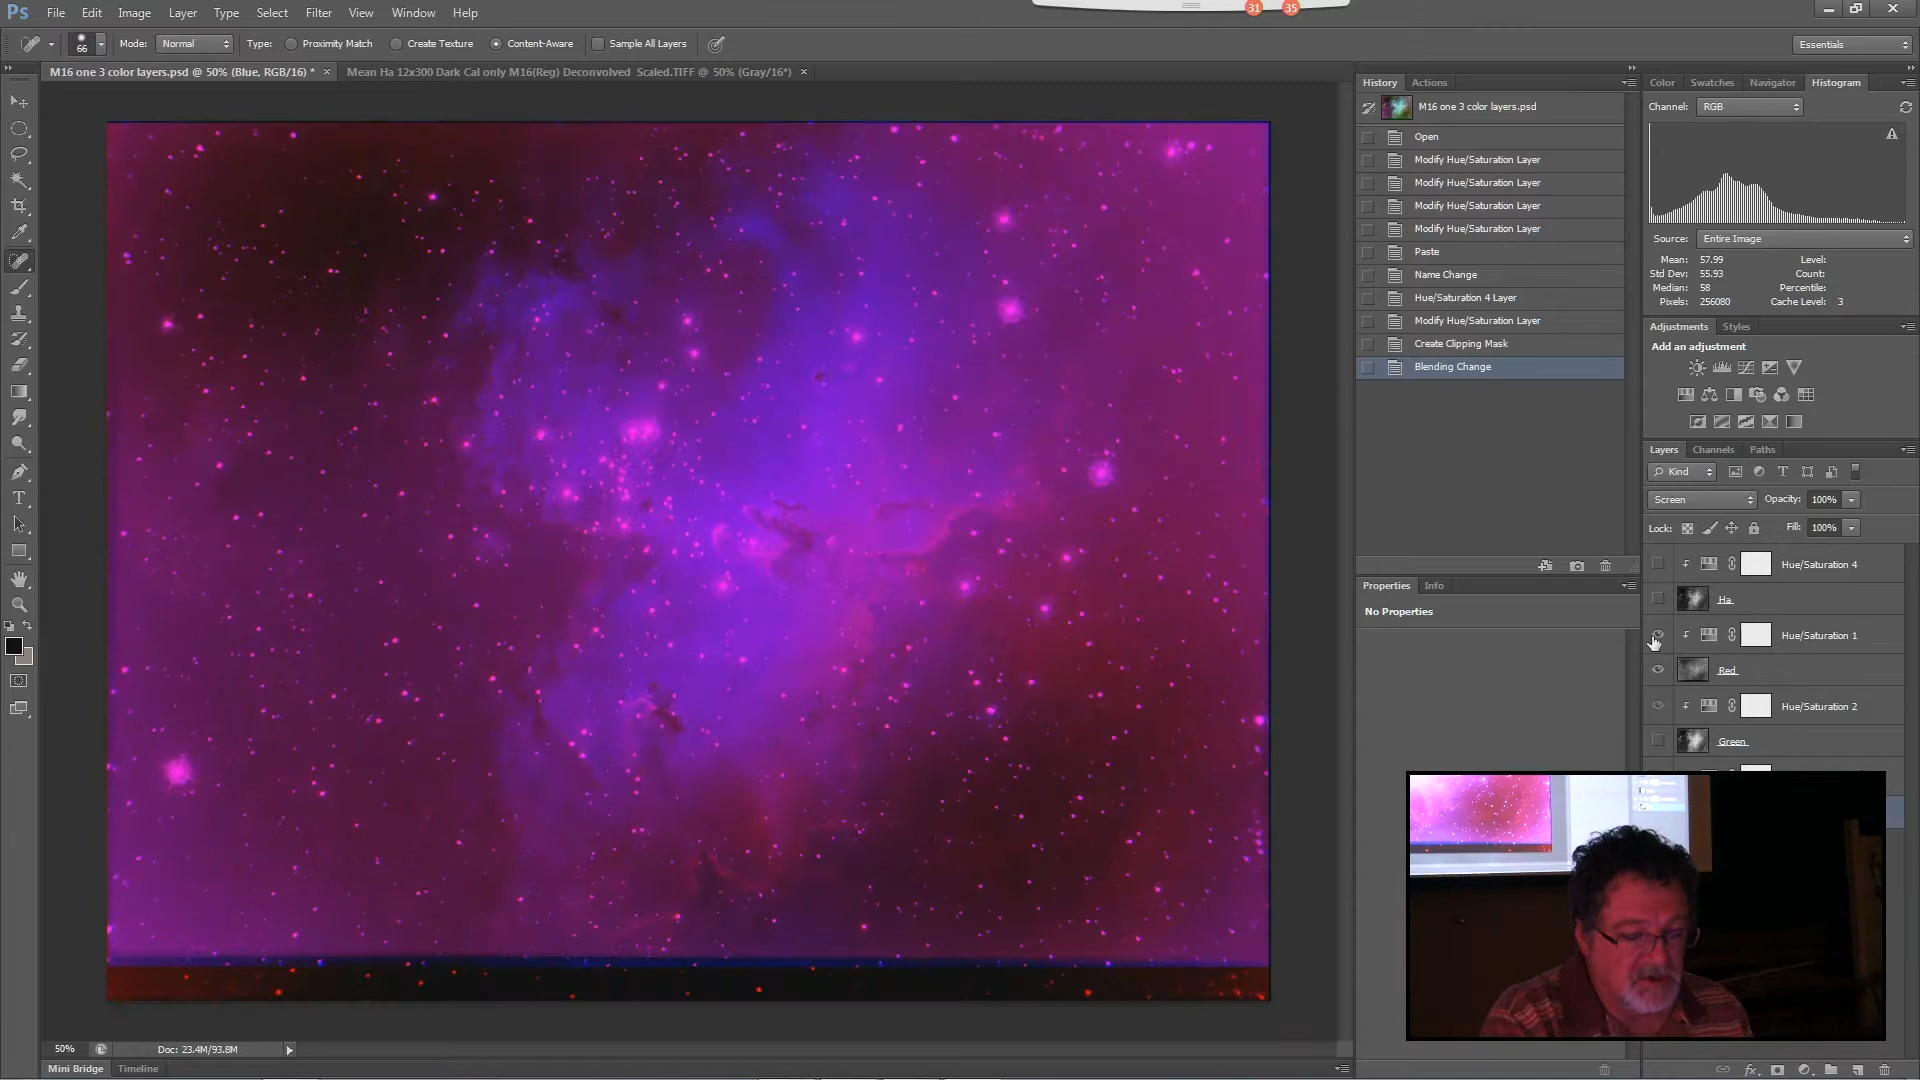 Ps File Edit Image Layer Type Select Filter View Window Help
31 35
66 Mode: Normal Type: Proximity Match Create Texture Content-Aware Sample All Layers Essentials
M16 one 3 color layers.psd @ 50% (Blue, RGB/16) * × Mean Ha 12x300 Dark Cal only M16(Reg) Deconvolved Scaled.TIFF @ 50% (Gray/16*) ×
History Actions
M16 one 3 color layers.psd
Open
Modify Hue/Saturation Layer
Modify Hue/Saturation Layer
Modify Hue/Saturation Layer
Modify Hue/Saturation Layer
Paste
Name Change
Hue/Saturation 4 Layer
Modify Hue/Saturation Layer
Create Clipping Mask
Blending Change
Properties Info
No Properties
Color Swatches Navigator Histogram
Channel: RGB
Source: Entire Image
Mean: 57.99 Level:
Std Dev: 55.93 Count:
Median: 58 Percentile:
Pixels: 256080 Cache Level: 3
Adjustments Styles
Add an adjustment
Layers Channels Paths
Kind
Screen Opacity: 100%
Lock: Fill: 100%
Hue/Saturation 4
Ha
Hue/Saturation 1
Red
Hue/Saturation 2
Green
50% Doc: 23.4M/93.8M
Mini Bridge Timeline
fx